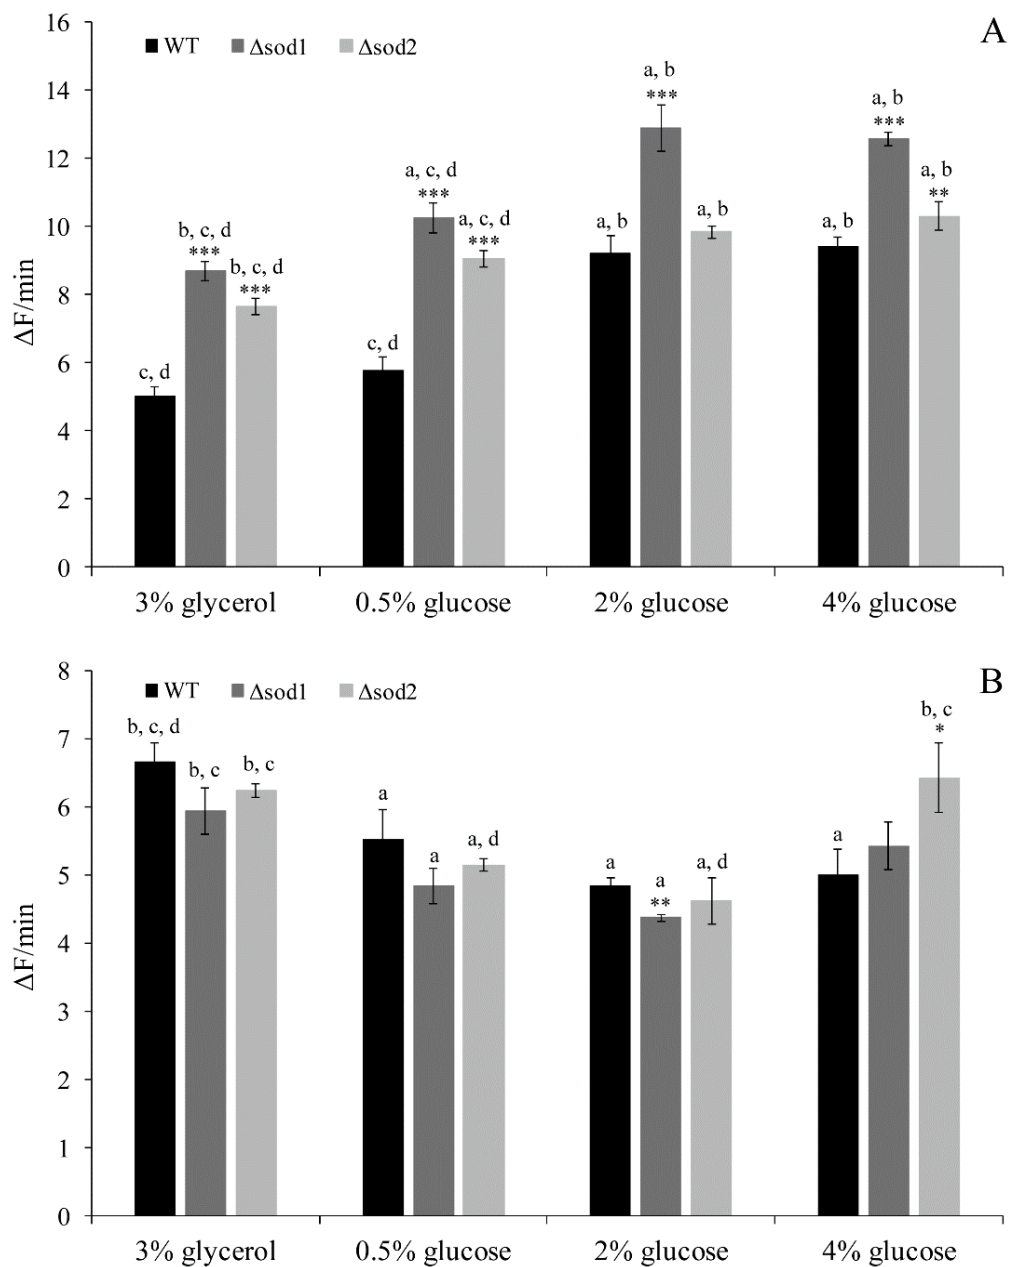 A
16
WT Δsod1 Δsod2
14
a, b
***
a, b
***
12
a, c, d
***
a, b
**
10
b, c, d
***
a, c, d
***
a, b
a, b
a, b
b, c, d
***
8
ΔF/min
6
c, d
c, d
4
2
0
3% glycerol 0.5% glucose 2% glucose 4% glucose
B
8
WT Δsod1 Δsod2
b, c, d
b, c
*
7
b, c
b, c
6
a
a
a
a, d
a
a
**
a, d
5
ΔF/min
4
3
2
1
0
3% glycerol 0.5% glucose 2% glucose 4% glucose